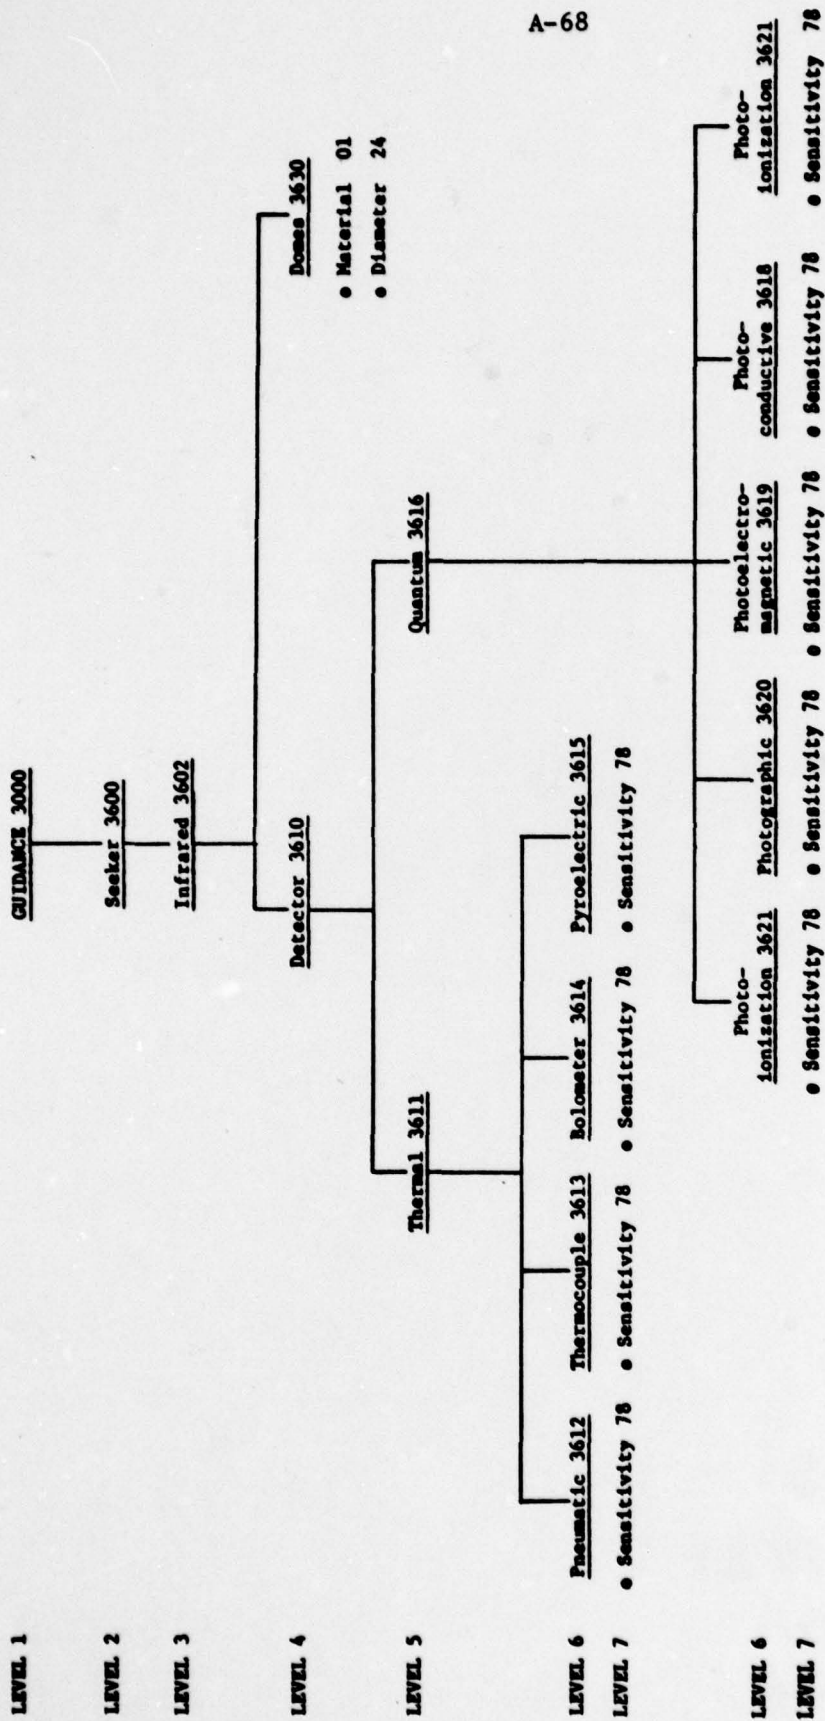 A-68
LEVEL 1
GUIDANCE 3000
LEVEL 2
Seeker 3600
LEVEL 3
Infrared 3602
LEVEL 4
Detector 3610
Domes 3630
• Material 01
• Diameter 24
LEVEL 5
Thermal 3611
Quantum 3616
LEVEL 6
Pneumatic 3612
Thermocouple 3613
Bolometer 3614
Pyroelectric 3615
LEVEL 7
• Sensitivity 78
• Sensitivity 78
• Sensitivity 78
• Sensitivity 78
LEVEL 6
Photo-
ionization 3621
Photographic 3620
Photoelectro-
magnetic 3619
Photo-
conductive 3618
Photo-
ionization 3621
LEVEL 7
• Sensitivity 78
• Sensitivity 78
• Sensitivity 78
• Sensitivity 78
• Sensitivity 78